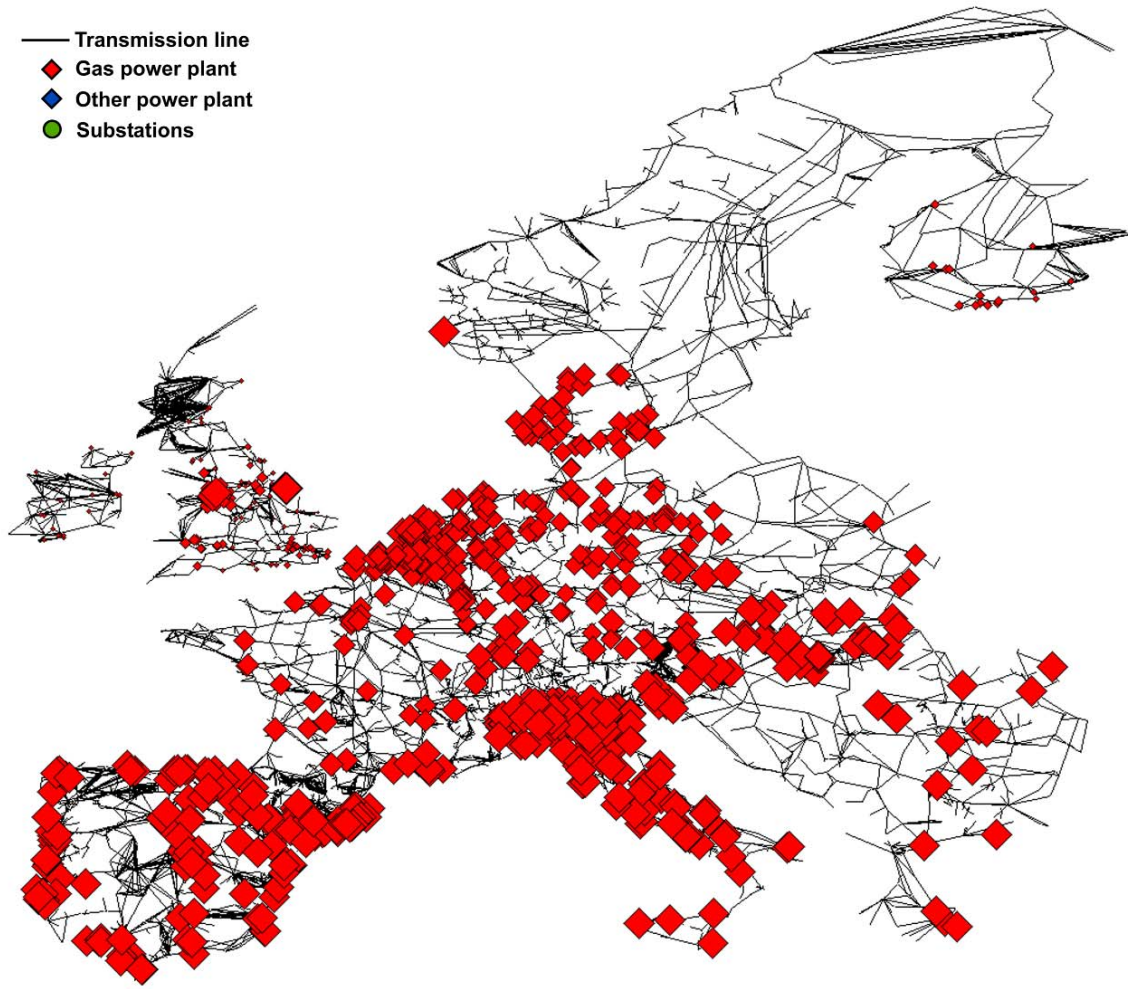 Transmission line
Gas power plant
Other power plant
Substations